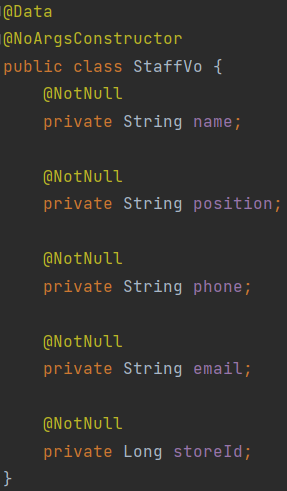 @Data
@NoArgsConstructor
public class StaffVo {
@NotNull
private String name;
@NotNull
private String position;
@NotNull
private String phone;
@NotNull
private String email;
@NotNull
private Long storeId;
}